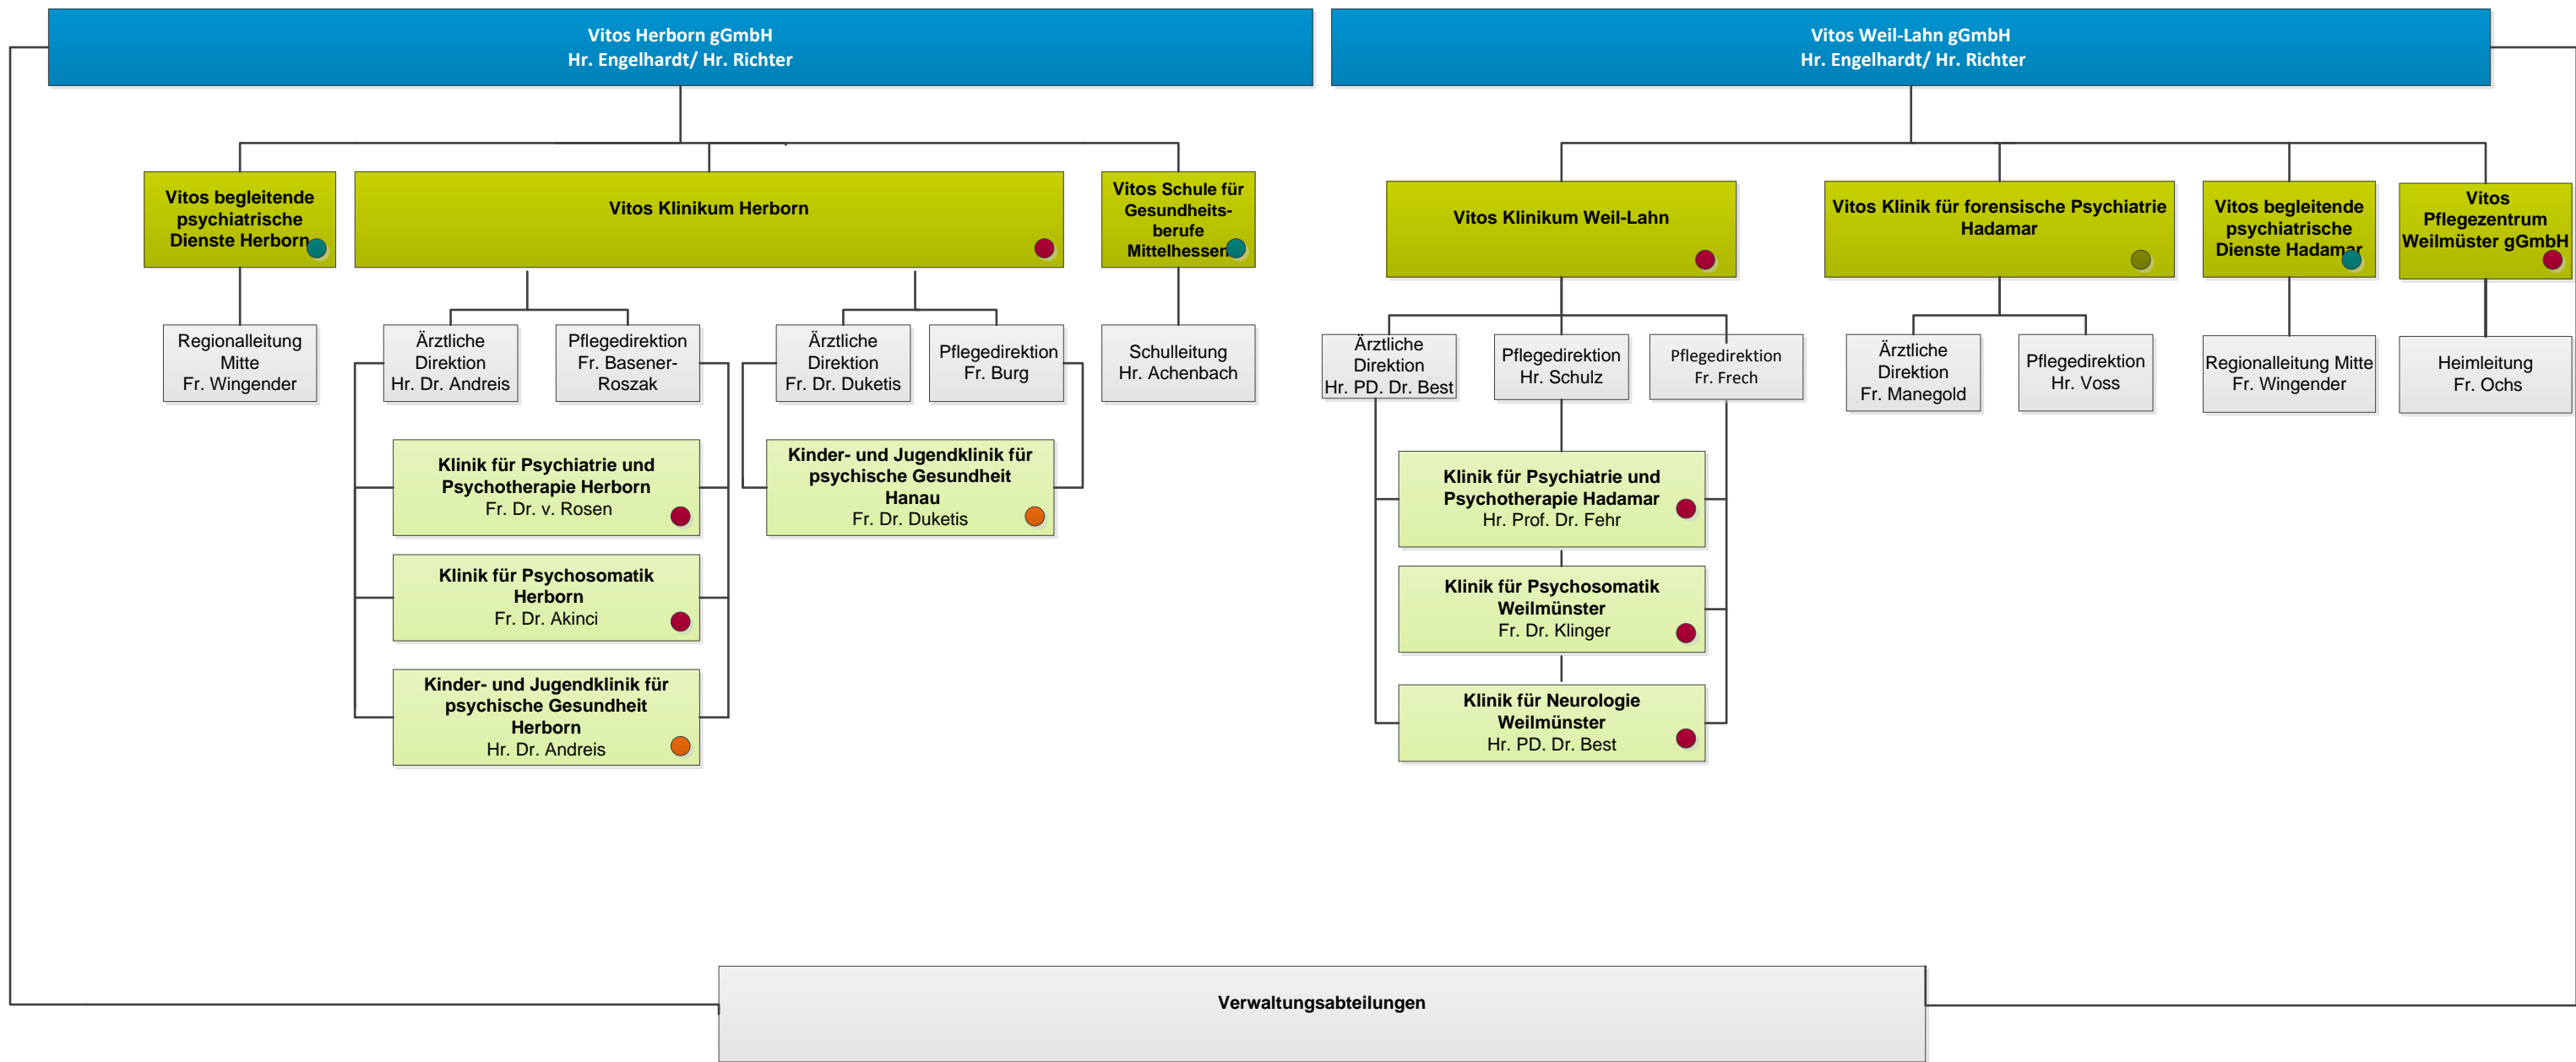 Vitos Herborn gGmbH
Hr. Engelhardt/ Hr. Richter
Vitos Weil-Lahn gGmbH
Hr. Engelhardt/ Hr. Richter
Vitos begleitende
psychiatrische
Dienste Herborn
Vitos Klinikum Herborn
Vitos Schule für
Gesundheits-
berufe
Mittelhessen
Vitos Klinikum Weil-Lahn
Vitos Klinik für forensische Psychiatrie
Hadamar
Vitos begleitende
psychiatrische
Dienste Hadamar
Vitos
Pflegezentrum
Weilmüster gGmbH
Regionalleitung
Mitte
Fr. Wingender
Ärztliche
Direktion
Hr. Dr. Andreis
Pflegedirektion
Fr. Basener-
Roszak
Ärztliche
Direktion
Fr. Dr. Duketis
Pflegedirektion
Fr. Burg
Schulleitung
Hr. Achenbach
Ärztliche
Direktion
Hr. PD. Dr. Best
Pflegedirektion
Hr. Schulz
Pflegedirektion
Fr. Frech
Ärztliche
Direktion
Fr. Manegold
Pflegedirektion
Hr. Voss
Regionalleitung Mitte
Fr. Wingender
Heimleitung
Fr. Ochs
Klinik für Psychiatrie und
Psychotherapie Herborn
Fr. Dr. v. Rosen
Kinder- und Jugendklinik für
psychische Gesundheit
Hanau
Fr. Dr. Duketis
Klinik für Psychiatrie und
Psychotherapie Hadamar
Hr. Prof. Dr. Fehr
Klinik für Psychosomatik
Herborn
Fr. Dr. Akinci
Klinik für Psychosomatik
Weilmünster
Fr. Dr. Klinger
Kinder- und Jugendklinik für
psychische Gesundheit
Herborn
Hr. Dr. Andreis
Klinik für Neurologie
Weilmünster
Hr. PD. Dr. Best
Verwaltungsabteilungen